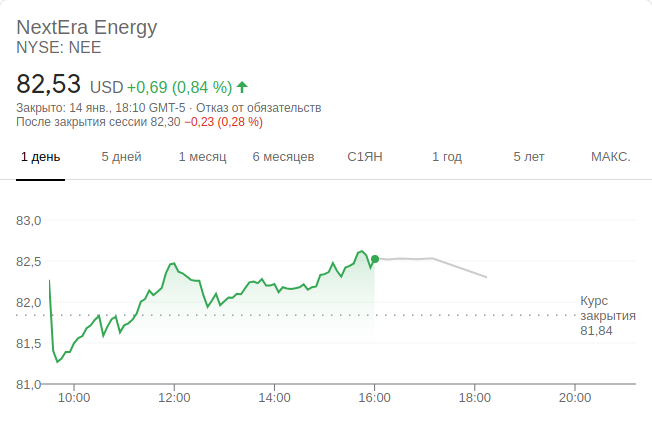 NextEra Energy
NYSE: NEE
82,53 USD +0,69 (0,84 %)
Закрыто: 14 янв., 18:10 GMT-5 · Отказ от обязательств
После закрытия сессии 82,30 −0,23 (0,28 %)
1 день 5 дней 1 месяц 6 месяцев С1ЯН 1 год 5 лет МАКС.
83,0
82,5
82,0
Курс
закрытия
81,84
81,5
81,0
10:00 12:00 14:00 16:00 18:00 20:00